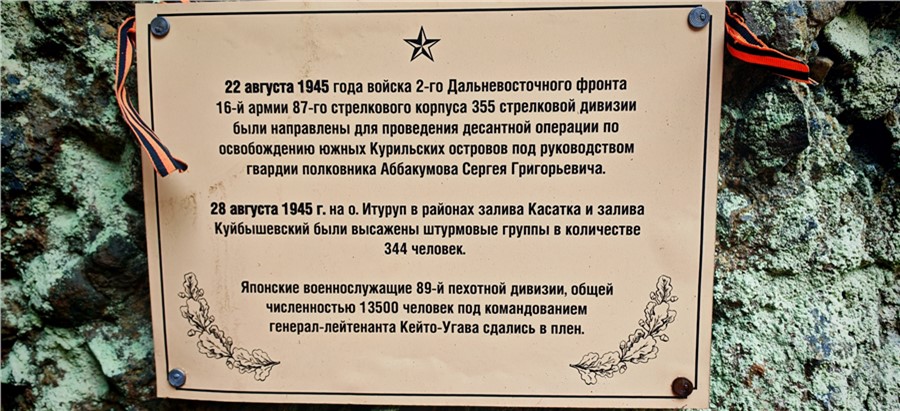 22 августа 1945 года войска 2-го Дальневосточного фронта
16-й армии 87-го стрелкового корпуса 355 стрелковой дивизии
были направлены для проведения десантной операции по
освобождению южных Курильских островов под руководством
гвардии полковника Аббакумова Сергея Григорьевича.
28 августа 1945 г. на о. Итуруп в районах залива Касатка и залива
Куйбышевский были высажены штурмовые группы в количестве
344 человек.
Японские военнослужащие 89-й пехотной дивизии, общей
численностью 13500 человек под командованием
генерал-лейтенанта Кейто-Угава сдались в плен.